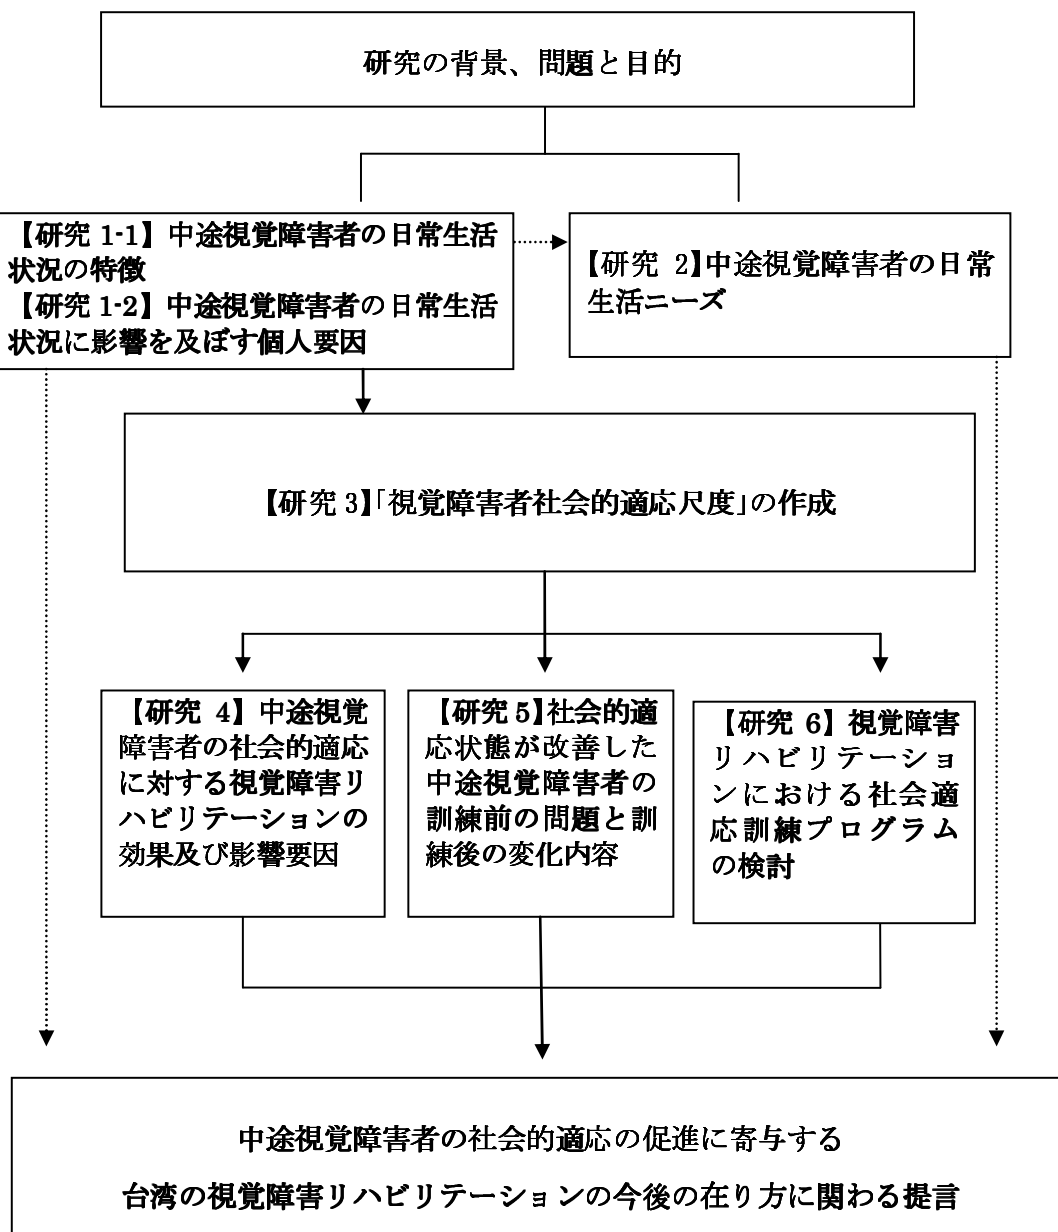 研究の背景、問題と目的
【研究 1-1】中途視覚障害者の日常生活
状況の特徴
【研究 1-2】中途視覚障害者の日常生活
状況に影響を及ぼす個人要因
【研究 2】中途視覚障害者の日常
生活ニーズ
【研究 3】「視覚障害者社会的適応尺度」の作成
【研究 4】中途視覚
障害者の社会的適応
に対する視覚障害リ
ハビリテーションの
効果及び影響要因
【研究 5】社会的適
応状態が改善した
中途視覚障害者の
訓練前の問題と訓
練後の変化内容
【研究 6】視覚障害
リハビリテーショ
ンにおける社会適
応訓練プログラム
の検討
中途視覚障害者の社会的適応の促進に寄与する
台湾の視覚障害リハビリテーションの今後の在り方に関わる提言